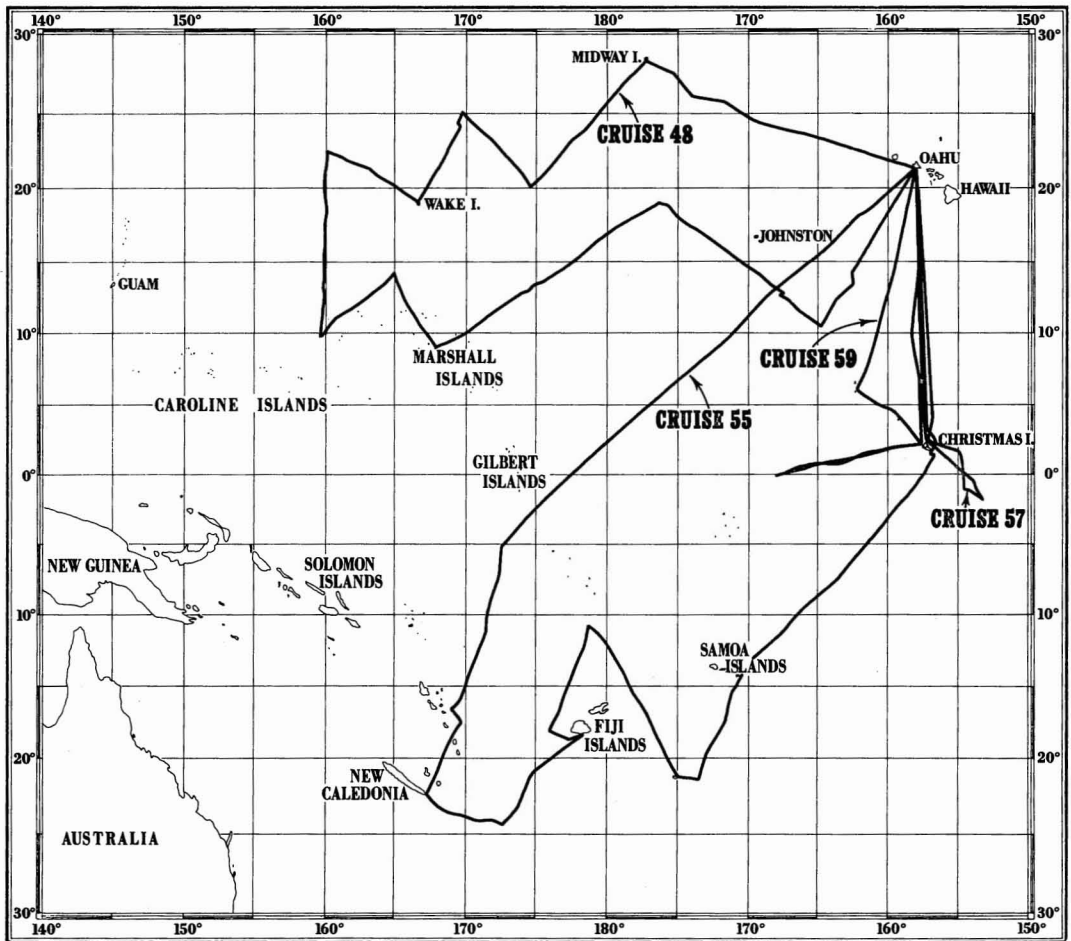 140° 150° 160° 170° 180° 170° 160° 150°
30° 30°
MIDWAY I.
CRUISE 48
OAHU
20° 20°
HAWAII
WAKE I.
JOHNSTON
GUAM
10° 10°
MARSHALL
ISLANDS
CRUISE 59
CAROLINE ISLANDS
CRUISE 55
CHRISTMAS I.
GILBERT
ISLANDS
0° 0°
CRUISE 57
NEW GUINEA
SOLOMON
ISLANDS
10° 10°
SAMOA
ISLANDS
FIJI
ISLANDS
20° 20°
NEW
CALEDONIA
AUSTRALIA
30° 30°
140° 150° 160° 170° 180° 170° 160° 150°